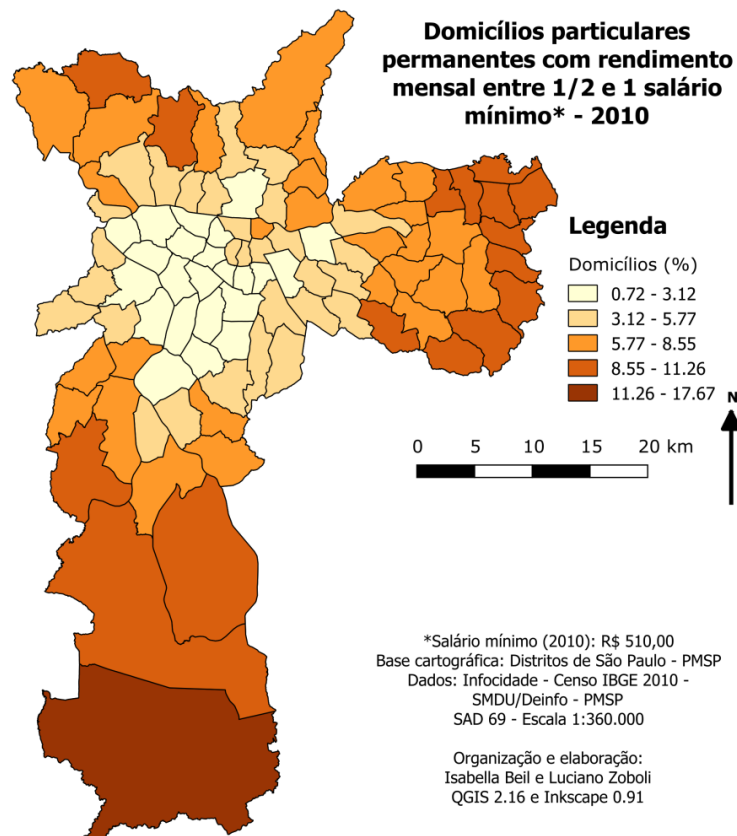 Domicílios particulares
permanentes com rendimento
mensal entre 1/2 e 1 salário
mínimo* - 2010
Legenda
Domicílios (%)
0.72 - 3.12
3.12 - 5.77
5.77 - 8.55
8.55 - 11.26
11.26 - 17.67
N
0 5 10 15 20 km
*Salário mínimo (2010): R$ 510,00
Base cartográfica: Distritos de São Paulo - PMSP
Dados: Infocidade - Censo IBGE 2010 -
SMDU/Deinfo - PMSP
SAD 69 - Escala 1:360.000
Organização e elaboração:
Isabella Beil e Luciano Zoboli
QGIS 2.16 e Inkscape 0.91